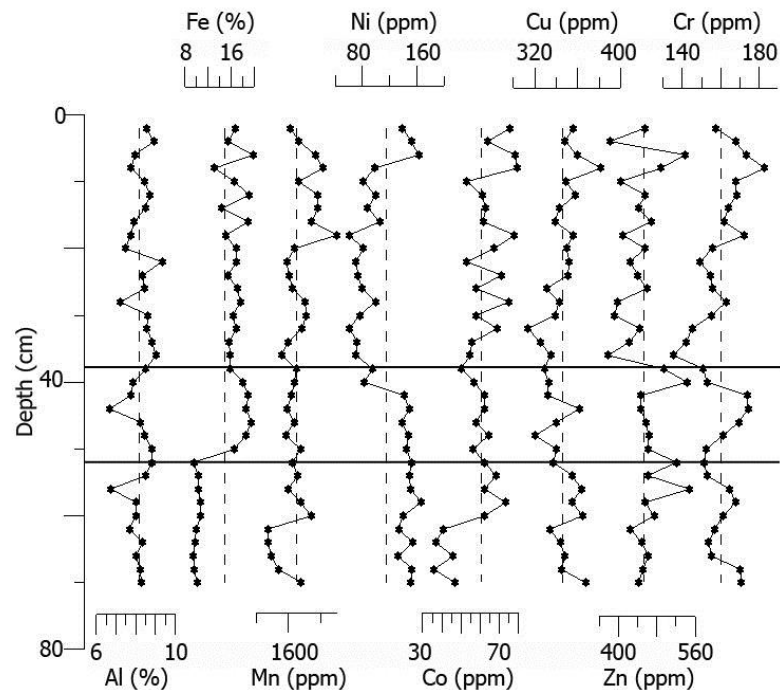 Fe (%) Ni (ppm) Cu (ppm) Cr (ppm)
8 16 80 160 320 400 140 180
0
40
80
Depth (cm)
6 10 1600 30 70 400 560
Al (%) Mn (ppm) Co (ppm) Zn (ppm)